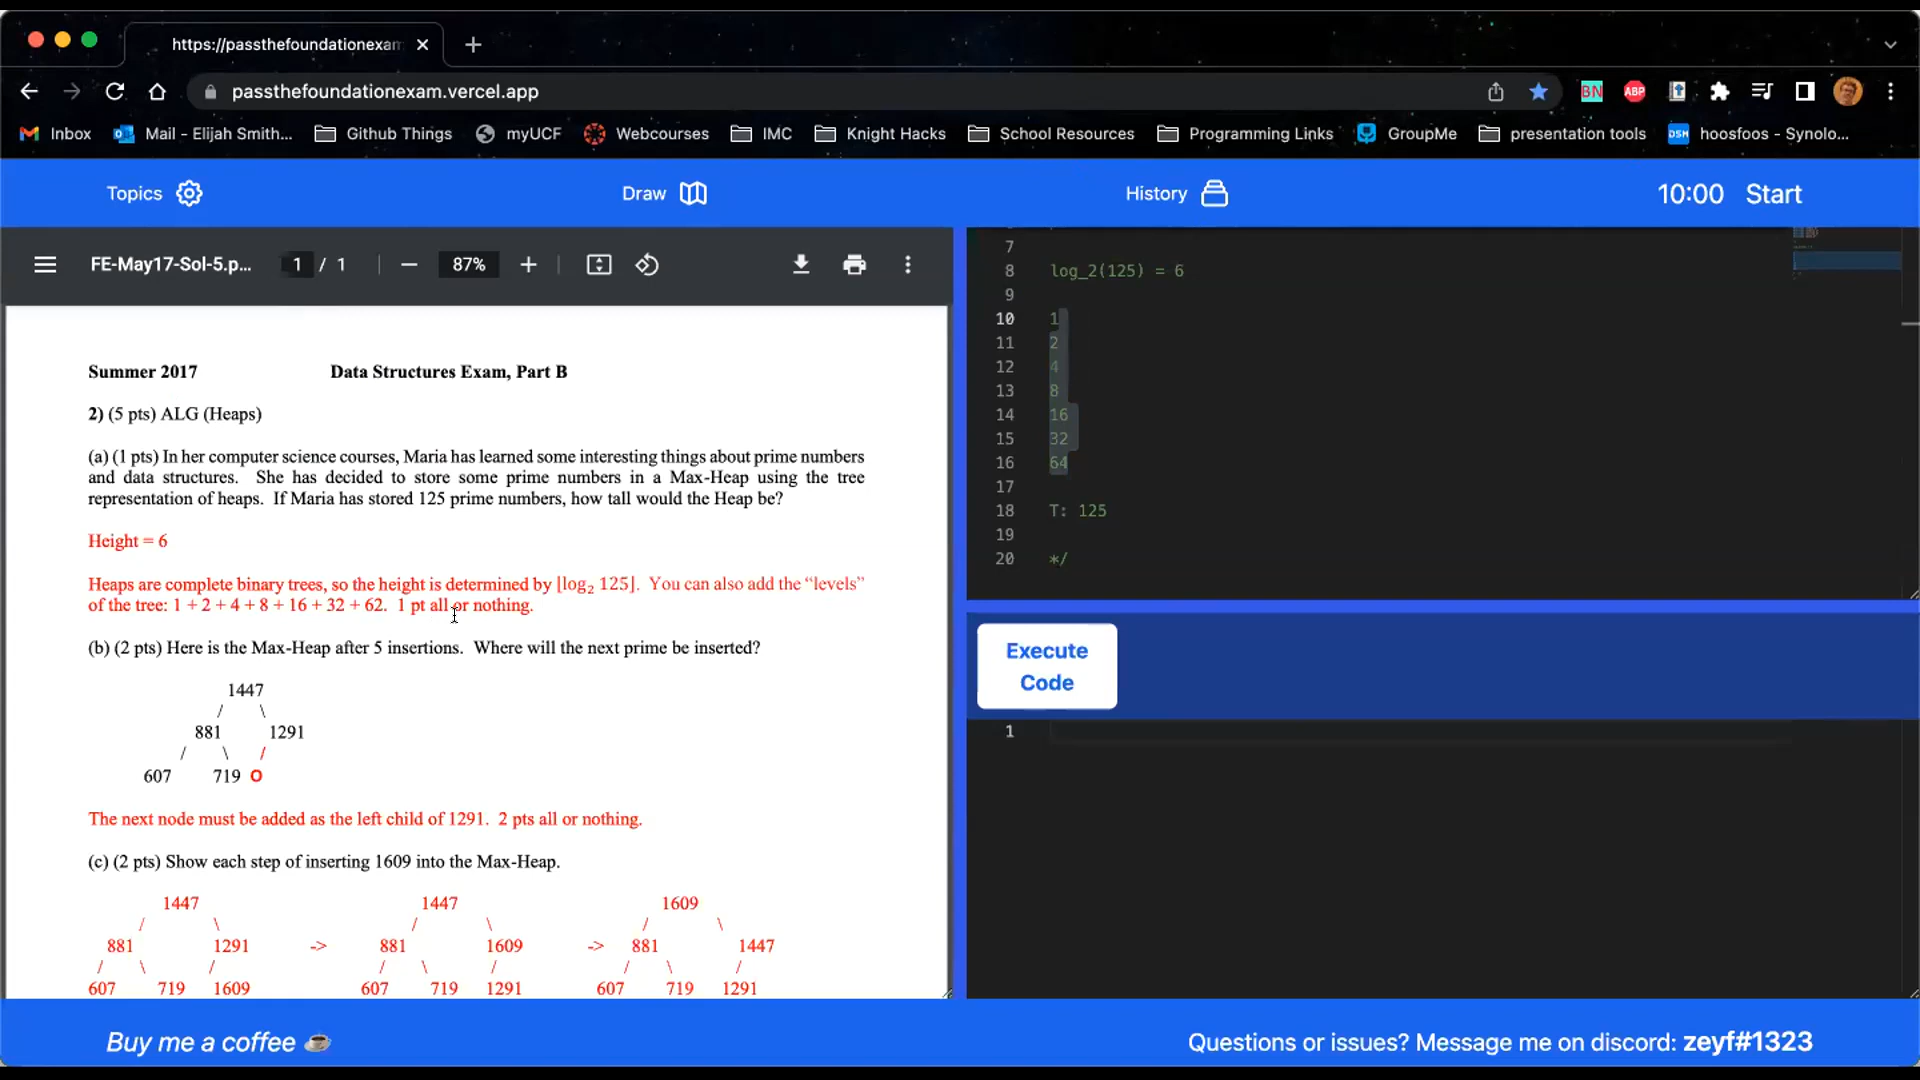 https://passthefoundationexam
passthefoundationexam.vercel.app
BN
ABP
Inbox
Mail - Elijah Smith...
Github Things
myUCF
Webcourses
IMC
Knight Hacks
School Resources
Programming Links
GroupMe
presentation tools
DSM
hoosfoos - Synolo...
Topics
Draw
History
10:00 Start
FE-May17-Sol-5.p...
1 / 1
87%
Summer 2017 Data Structures Exam, Part B
2) (5 pts) ALG (Heaps)
(a) (1 pts) In her computer science courses, Maria has learned some interesting things about prime numbers
and data structures. She has decided to store some prime numbers in a Max-Heap using the tree
representation of heaps. If Maria has stored 125 prime numbers, how tall would the Heap be?
Height = 6
Heaps are complete binary trees, so the height is determined by ⌊log₂ 125⌋. You can also add the “levels”
of the tree: 1 + 2 + 4 + 8 + 16 + 32 + 62. 1 pt all or nothing.
(b) (2 pts) Here is the Max-Heap after 5 insertions. Where will the next prime be inserted?
1447
/ \
881 1291
/ \ /
607 719 O
The next node must be added as the left child of 1291. 2 pts all or nothing.
(c) (2 pts) Show each step of inserting 1609 into the Max-Heap.
1447 1447 1609
/ \ / \ / \
881 1291 -> 881 1609 -> 881 1447
/ \ / / \ / / \ /
607 719 1609 607 719 1291 607 719 1291
7
8 log_2(125) = 6
9
10 1
11 2
12 4
13 8
14 16
15 32
16 64
17
18 T: 125
19
20 */
Execute
Code
1
Buy me a coffee
Questions or issues? Message me on discord: zeyf#1323